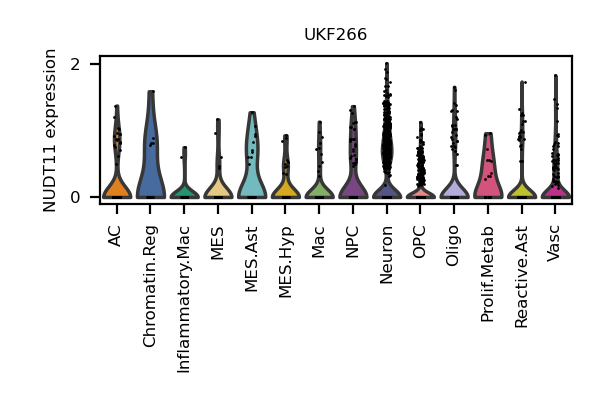 UKF266
NUDT11 expression
2
0
AC
Chromatin.Reg
Inflammatory.Mac
MES
MES.Ast
MES.Hyp
Mac
NPC
Neuron
OPC
Oligo
Prolif.Metab
Reactive.Ast
Vasc